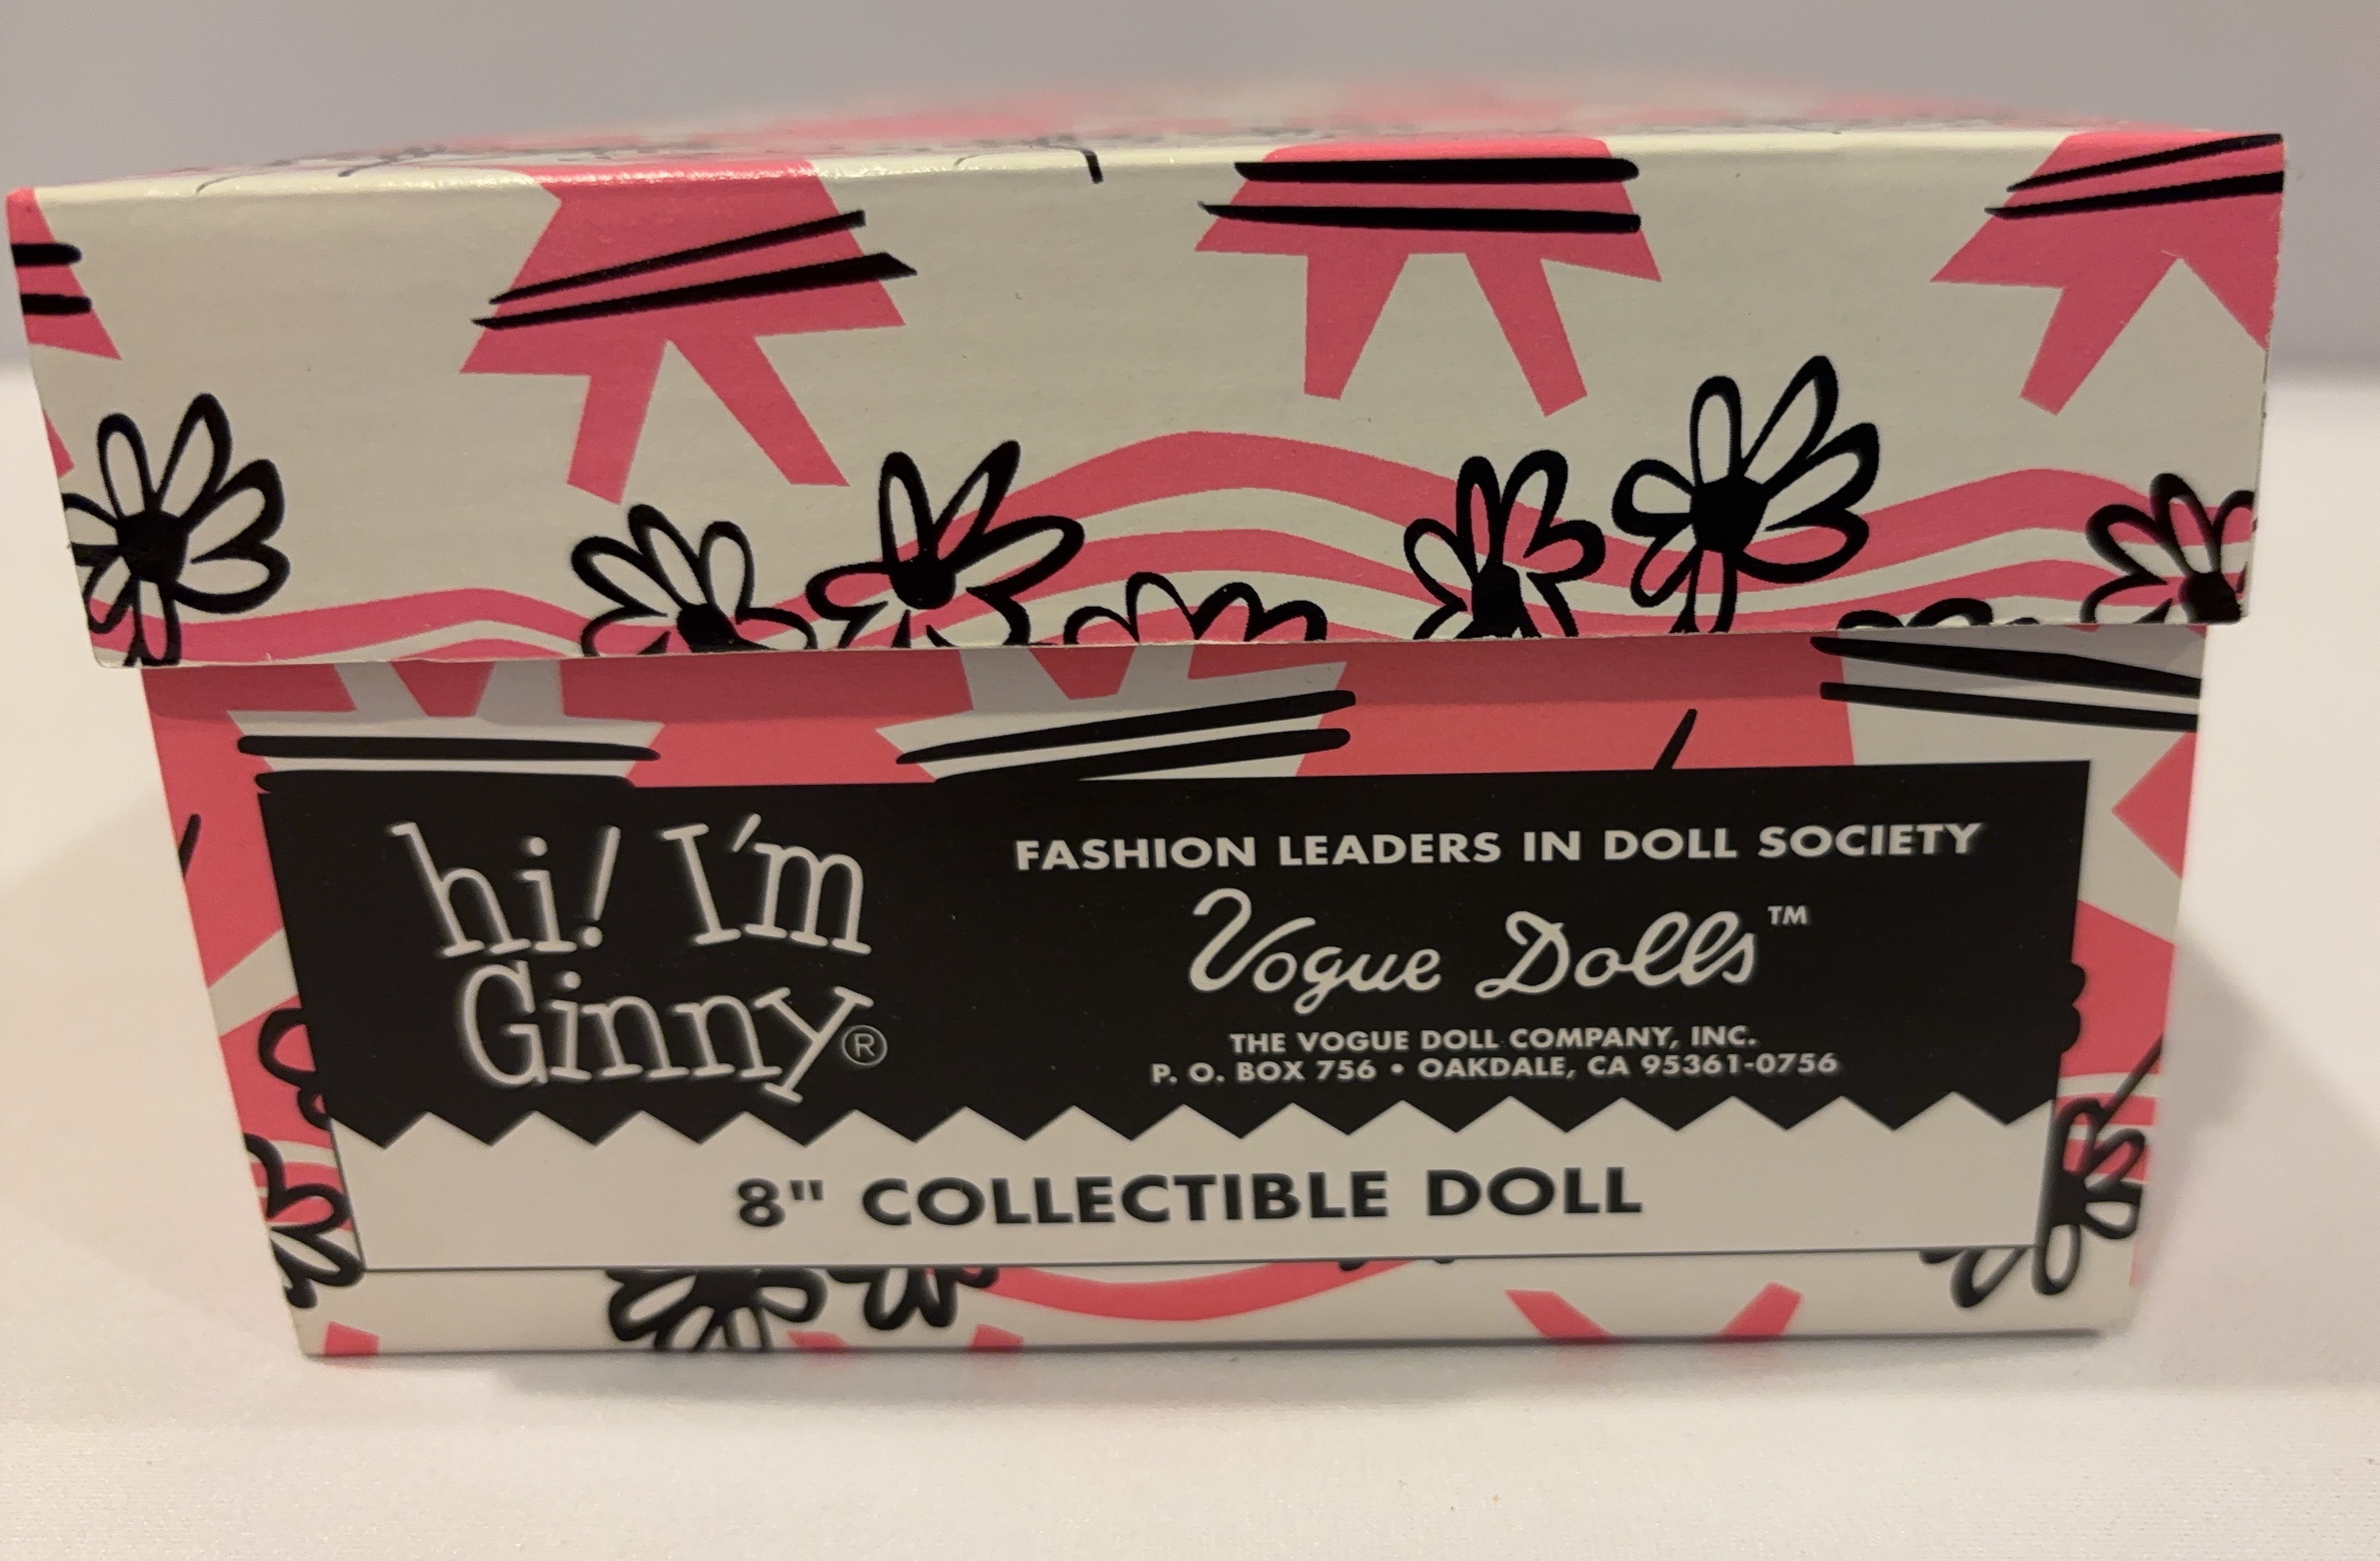 hi! I'm
Ginny®
FASHION LEADERS IN DOLL SOCIETY
Vogue Dolls™
THE VOGUE DOLL COMPANY, INC.
P. O. BOX 756 • OAKDALE, CA 95361-0756
8" COLLECTIBLE DOLL